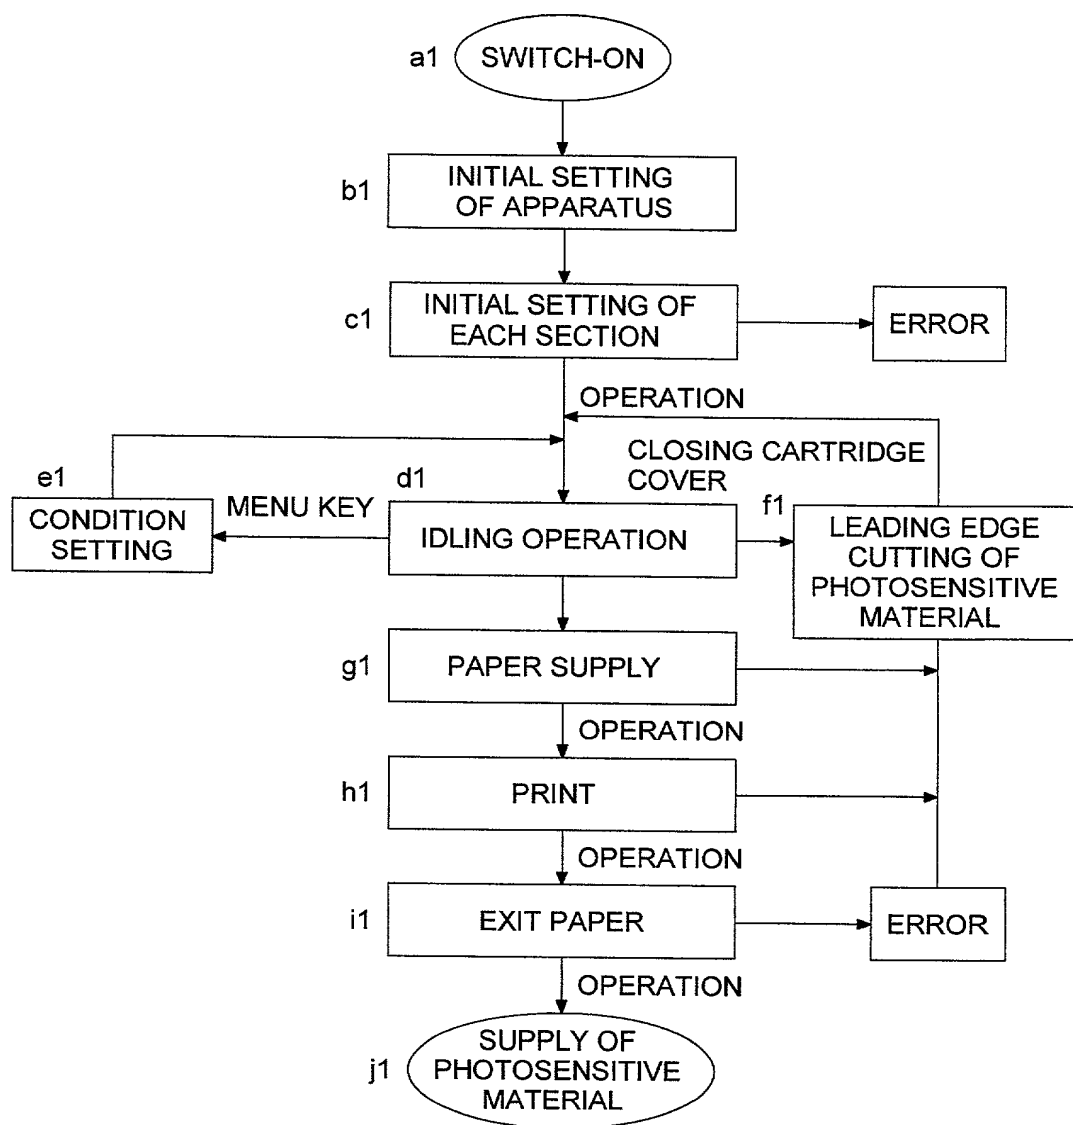 a1
SWITCH-ON
b1
INITIAL SETTING
OF APPARATUS
c1
INITIAL SETTING OF
EACH SECTION
ERROR
OPERATION
CLOSING CARTRIDGE
COVER
e1
d1
f1
MENU KEY
CONDITION
SETTING
IDLING OPERATION
LEADING EDGE
CUTTING OF
PHOTOSENSITIVE
MATERIAL
g1
PAPER SUPPLY
OPERATION
h1
PRINT
OPERATION
i1
EXIT PAPER
ERROR
OPERATION
j1
SUPPLY OF
PHOTOSENSITIVE
MATERIAL